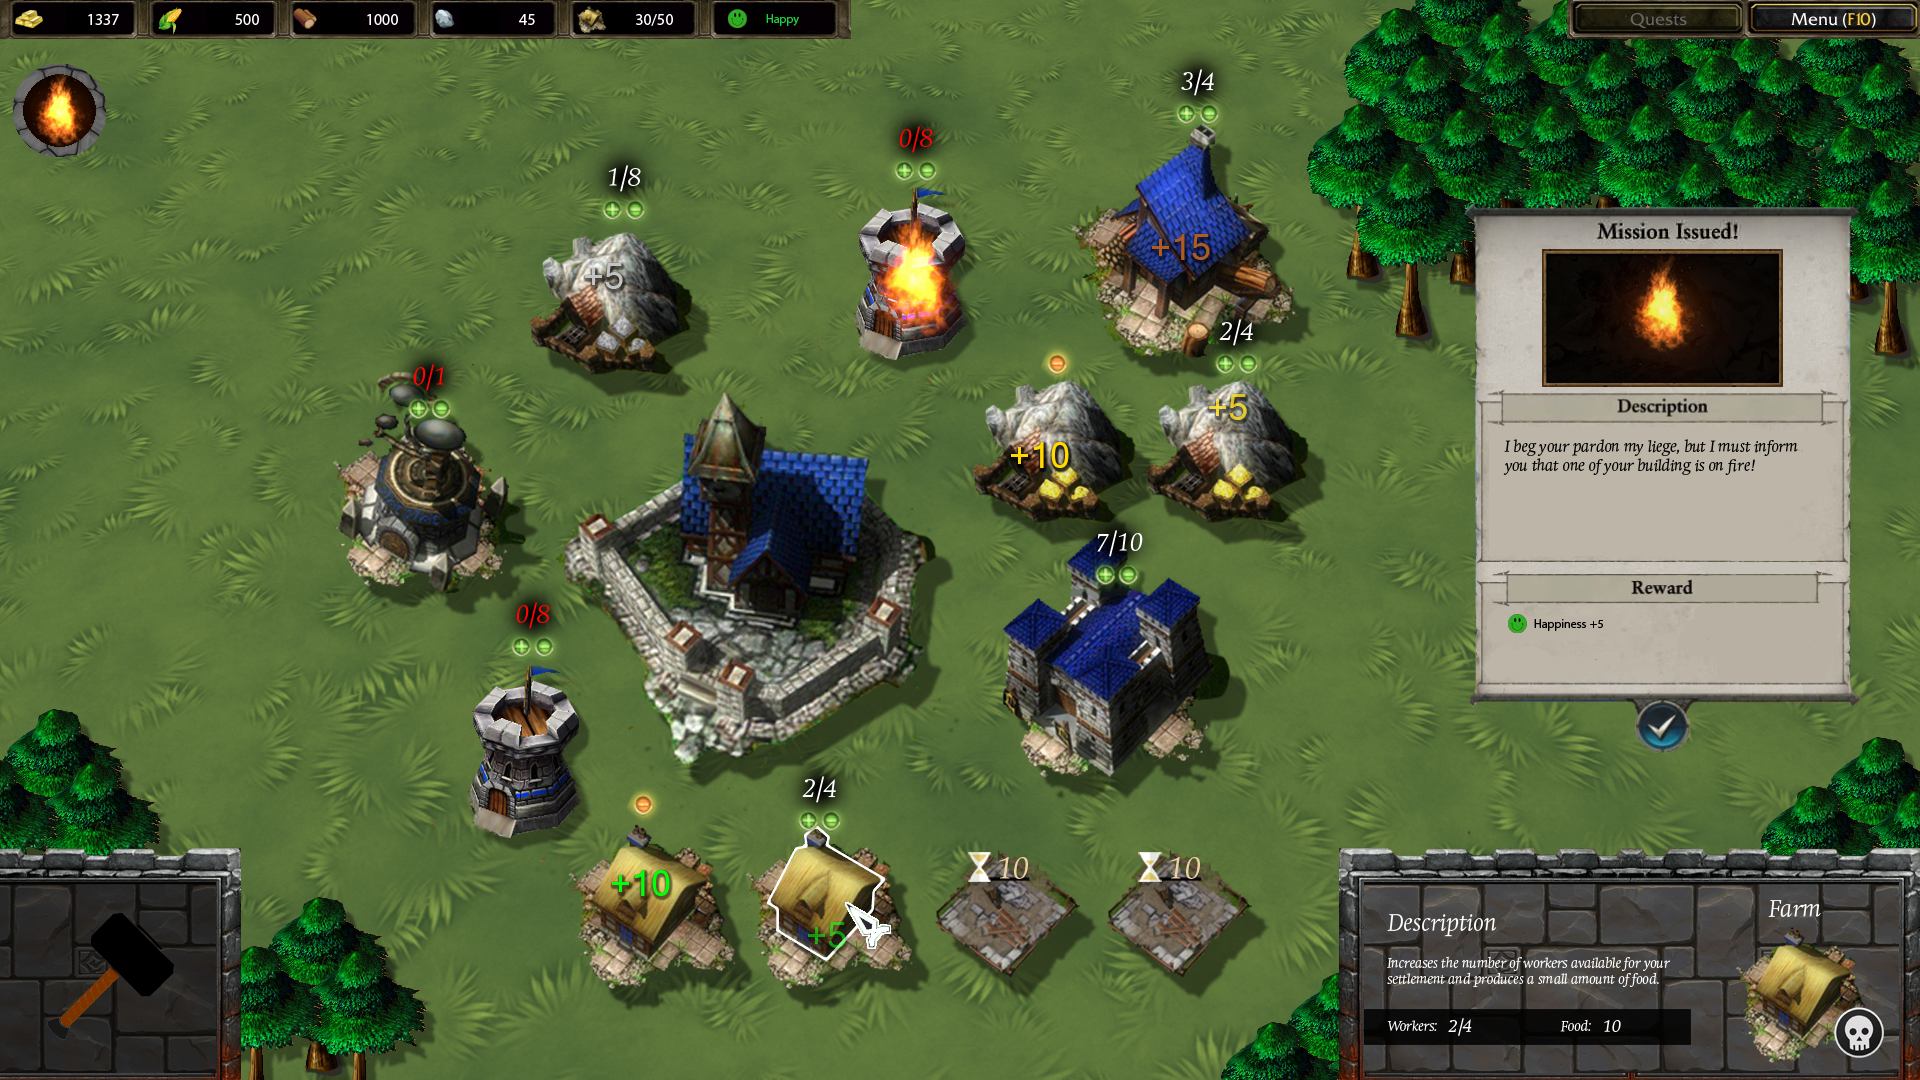 1337
500
1000
45
30/50
Happy
Quests
Menu (F10)
3/4
0/8
1/8
+15
+5
2/4
0/1
+5
+10
7/10
0/8
2/4
+10
+5
10
10
Mission Issued!
Description
I beg your pardon my liege, but I must inform
you that one of your building is on fire!
Reward
Happiness +5
Description
Farm
Increases the number of workers available for your
settlement and produces a small amount of food.
Workers: 2/4
Food: 10